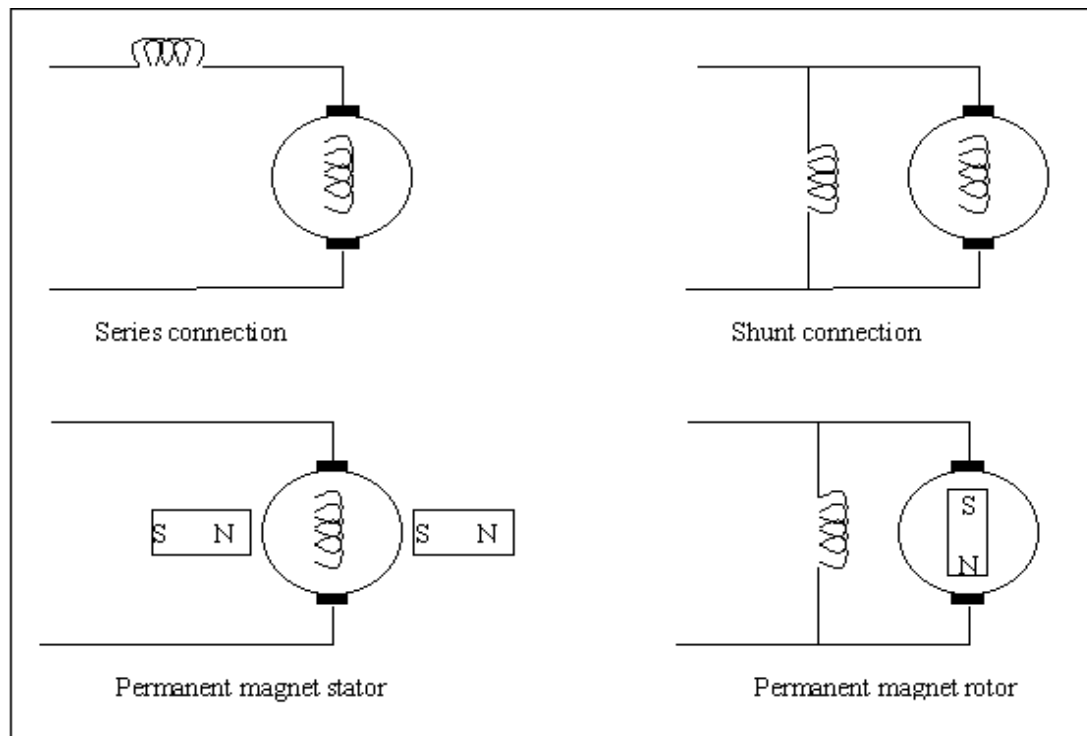 Series connection
Shunt connection
S N
S N
S
N
Permanent magnet stator
Permanent magnet rotor